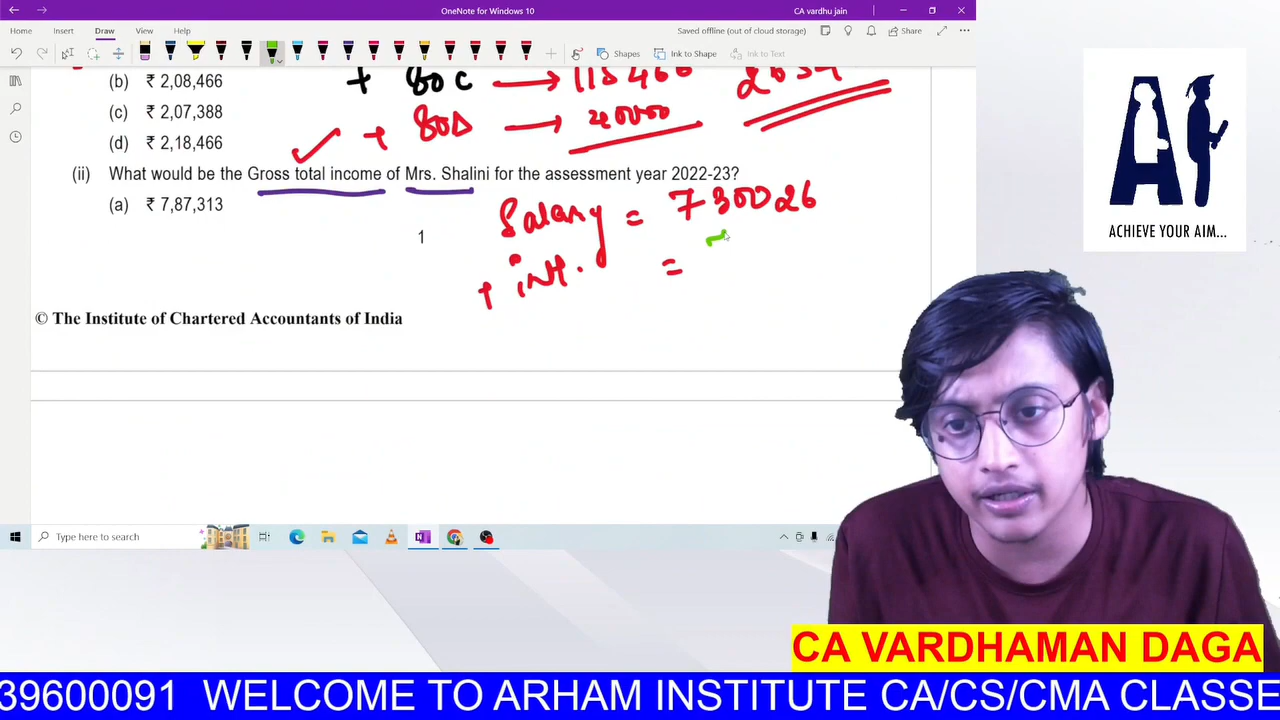 OneNote for Windows 10
CA vardhu jain
Home Insert Draw View Help
Saved offline (out of cloud storage)
Share
Shapes
Ink to Shape
Ink to Text
(b) ₹ 2,08,466
+ 80C
(c) ₹ 2,07,388
+ 80D → 40000
(d) ₹ 2,18,466
(ii) What would be the Gross total income of Mrs. Shalini for the assessment year 2022-23?
(a) ₹ 7,87,313
Salary = 730026
1
+ int. =
© The Institute of Chartered Accountants of India
Type here to search
AI
ACHIEVE YOUR AIM...
CA VARDHAMAN DAGA
39600091 WELCOME TO ARHAM INSTITUTE CA/CS/CMA CLASSE